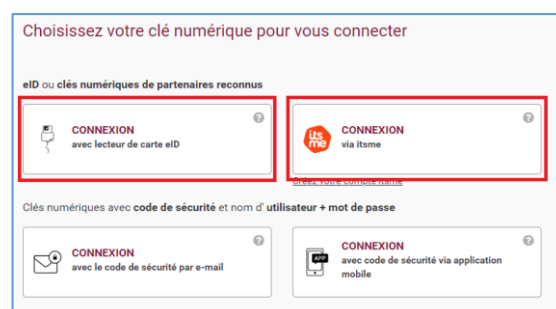 Choisissez votre clé numérique pour vous connecter
eID ou clés numériques de partenaires reconnus
CONNEXION
avec lecteur de carte eID
?
its
me
CONNEXION
via itsme
?
Créez votre compte itsme
Clés numériques avec code de sécurité et nom d' utilisateur + mot de passe
CONNEXION
avec le code de sécurité par e-mail
?
APP
CONNEXION
avec code de sécurité via application
mobile
?